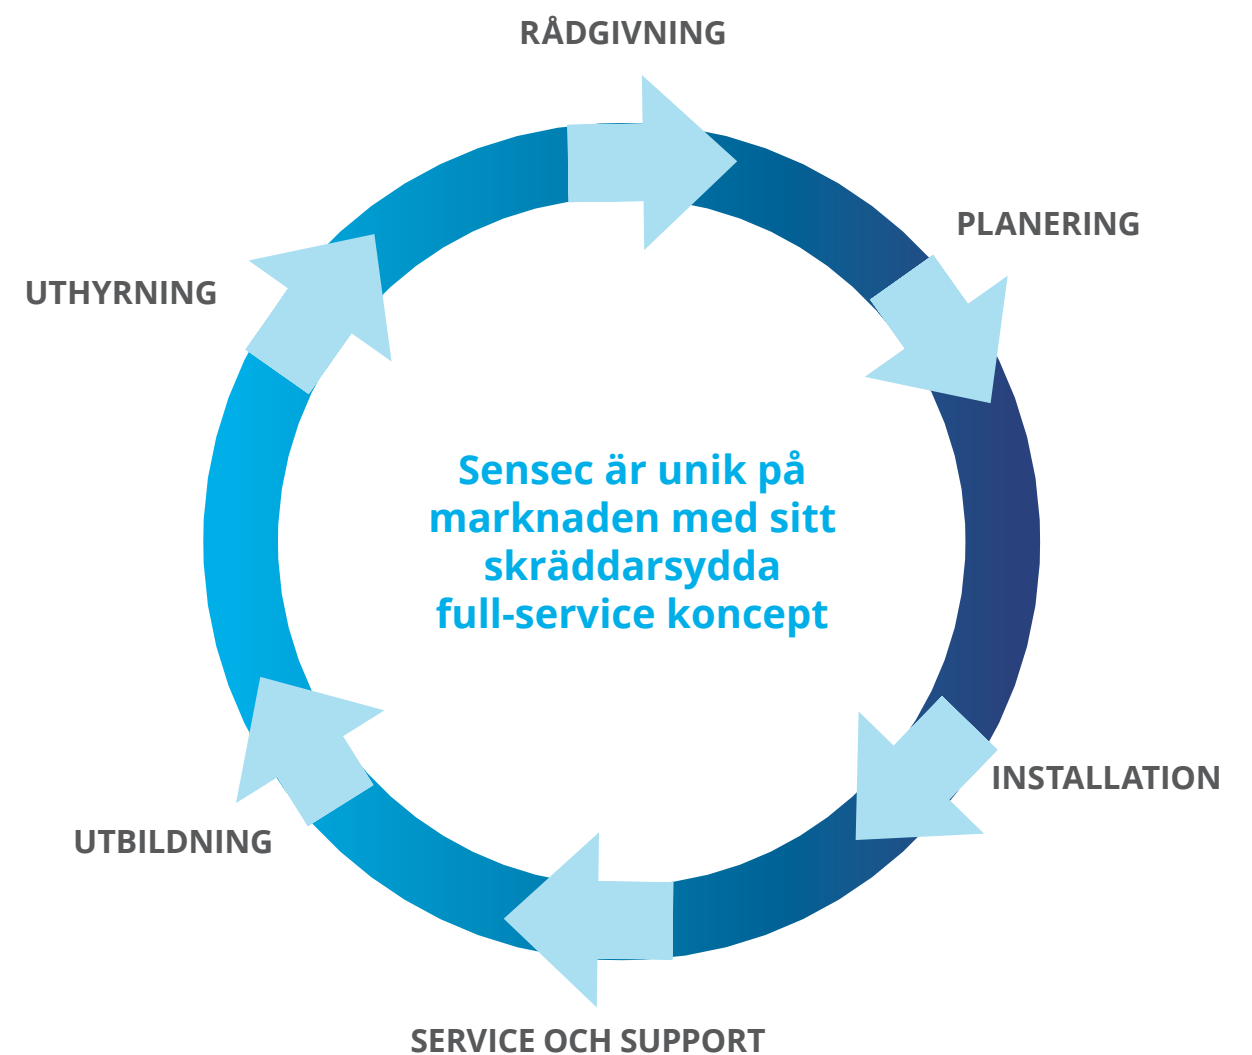 RÅDGIVNING
PLANERING
UTHYRNING
Sensec är unik på
marknaden med sitt
skräddarsydda
full-service koncept
INSTALLATION
UTBILDNING
SERVICE OCH SUPPORT